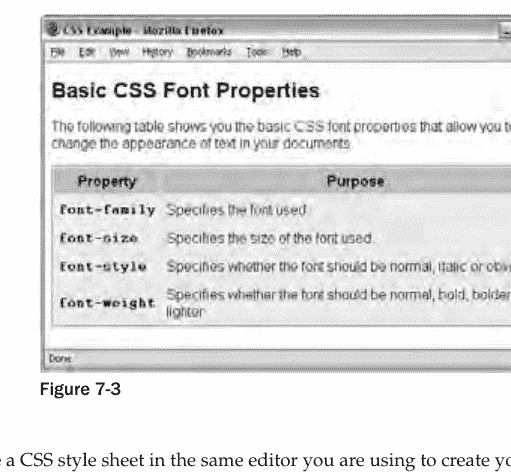 CSS Example - Mozilla Firefox
File Edit View History Bookmarks Tools Help
Basic CSS Font Properties
The following table shows you the basic CSS font properties that allow you t
change the appearance of text in your documents
Property Purpose
font-family Specifies the font used
font-size Specifies the size of the font used
font-style Specifies whether the font should be normal, italic or obli
font-weight Specifies whether the font should be normal, bold, bolder
lighter
Done
Figure 7-3
a CSS style sheet in the same editor you are using to create yo